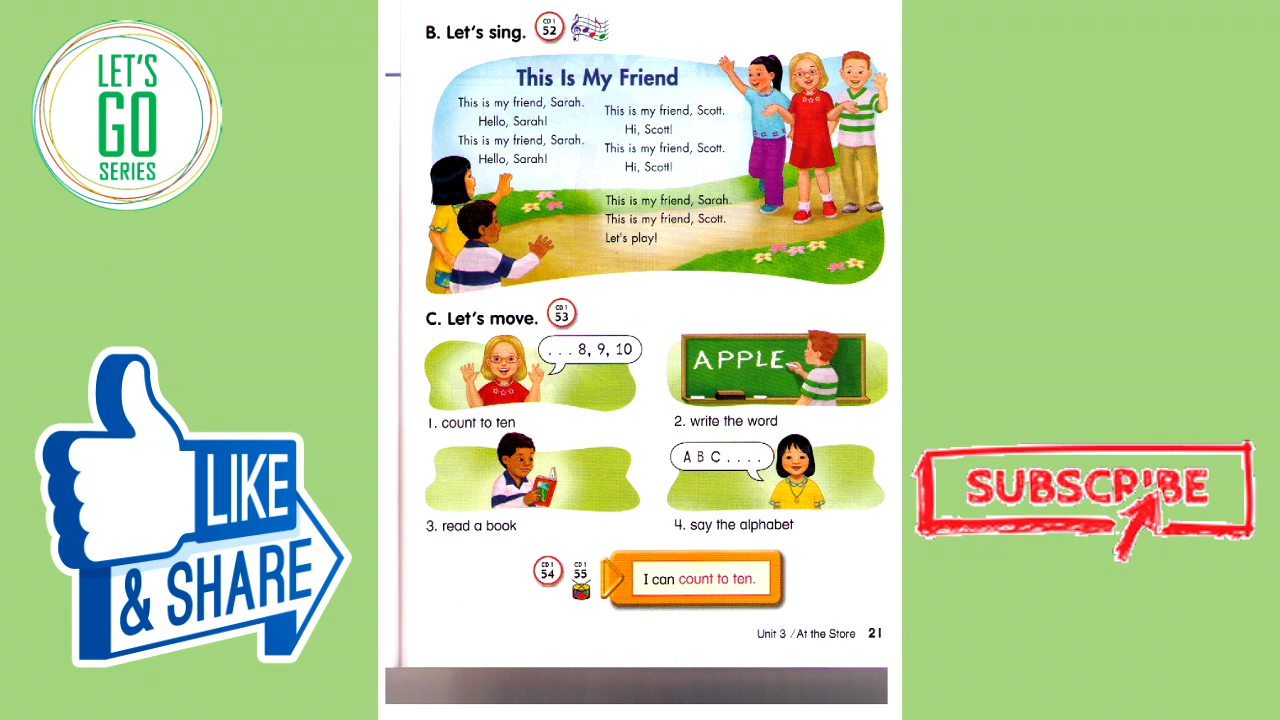 LET'S
GO
SERIES
LIKE
& SHARE
SUBSCRIBE
B. Let's sing.
CD 1
52
This Is My Friend
This is my friend, Sarah.
Hello, Sarah!
This is my friend, Sarah.
Hello, Sarah!
This is my friend, Scott.
Hi, Scott!
This is my friend, Scott.
Hi, Scott!
This is my friend, Sarah.
This is my friend, Scott.
Let's play!
C. Let's move.
CD 1
53
. . . 8, 9, 10
1. count to ten
APPLE
2. write the word
3. read a book
A B C . . . .
4. say the alphabet
CD 1
54
CD 1
55
I can count to ten.
Unit 3 / At the Store 21